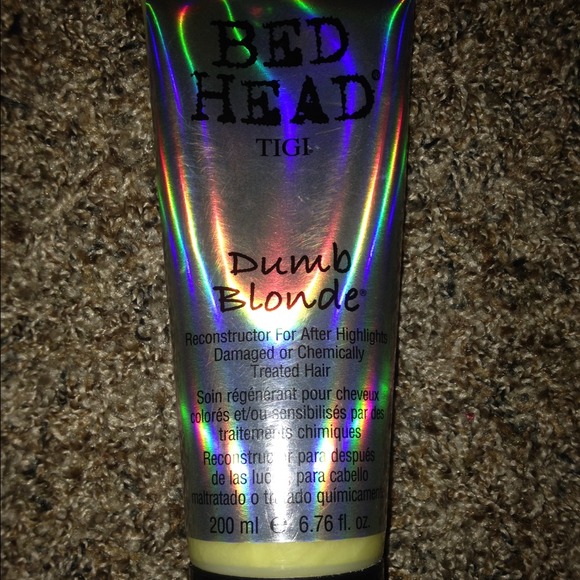 BED
HEAD®
TIGI
Dumb
Blonde®
Reconstructor For After Highlights
Damaged or Chemically
Treated Hair
Soin régénérant pour cheveux
colorés et/ou sensibilisés par des
traitements chimiques
Reconstructor para después
de las luces para cabello
maltratado o tratado químicamente
200 ml e 6.76 fl. oz.